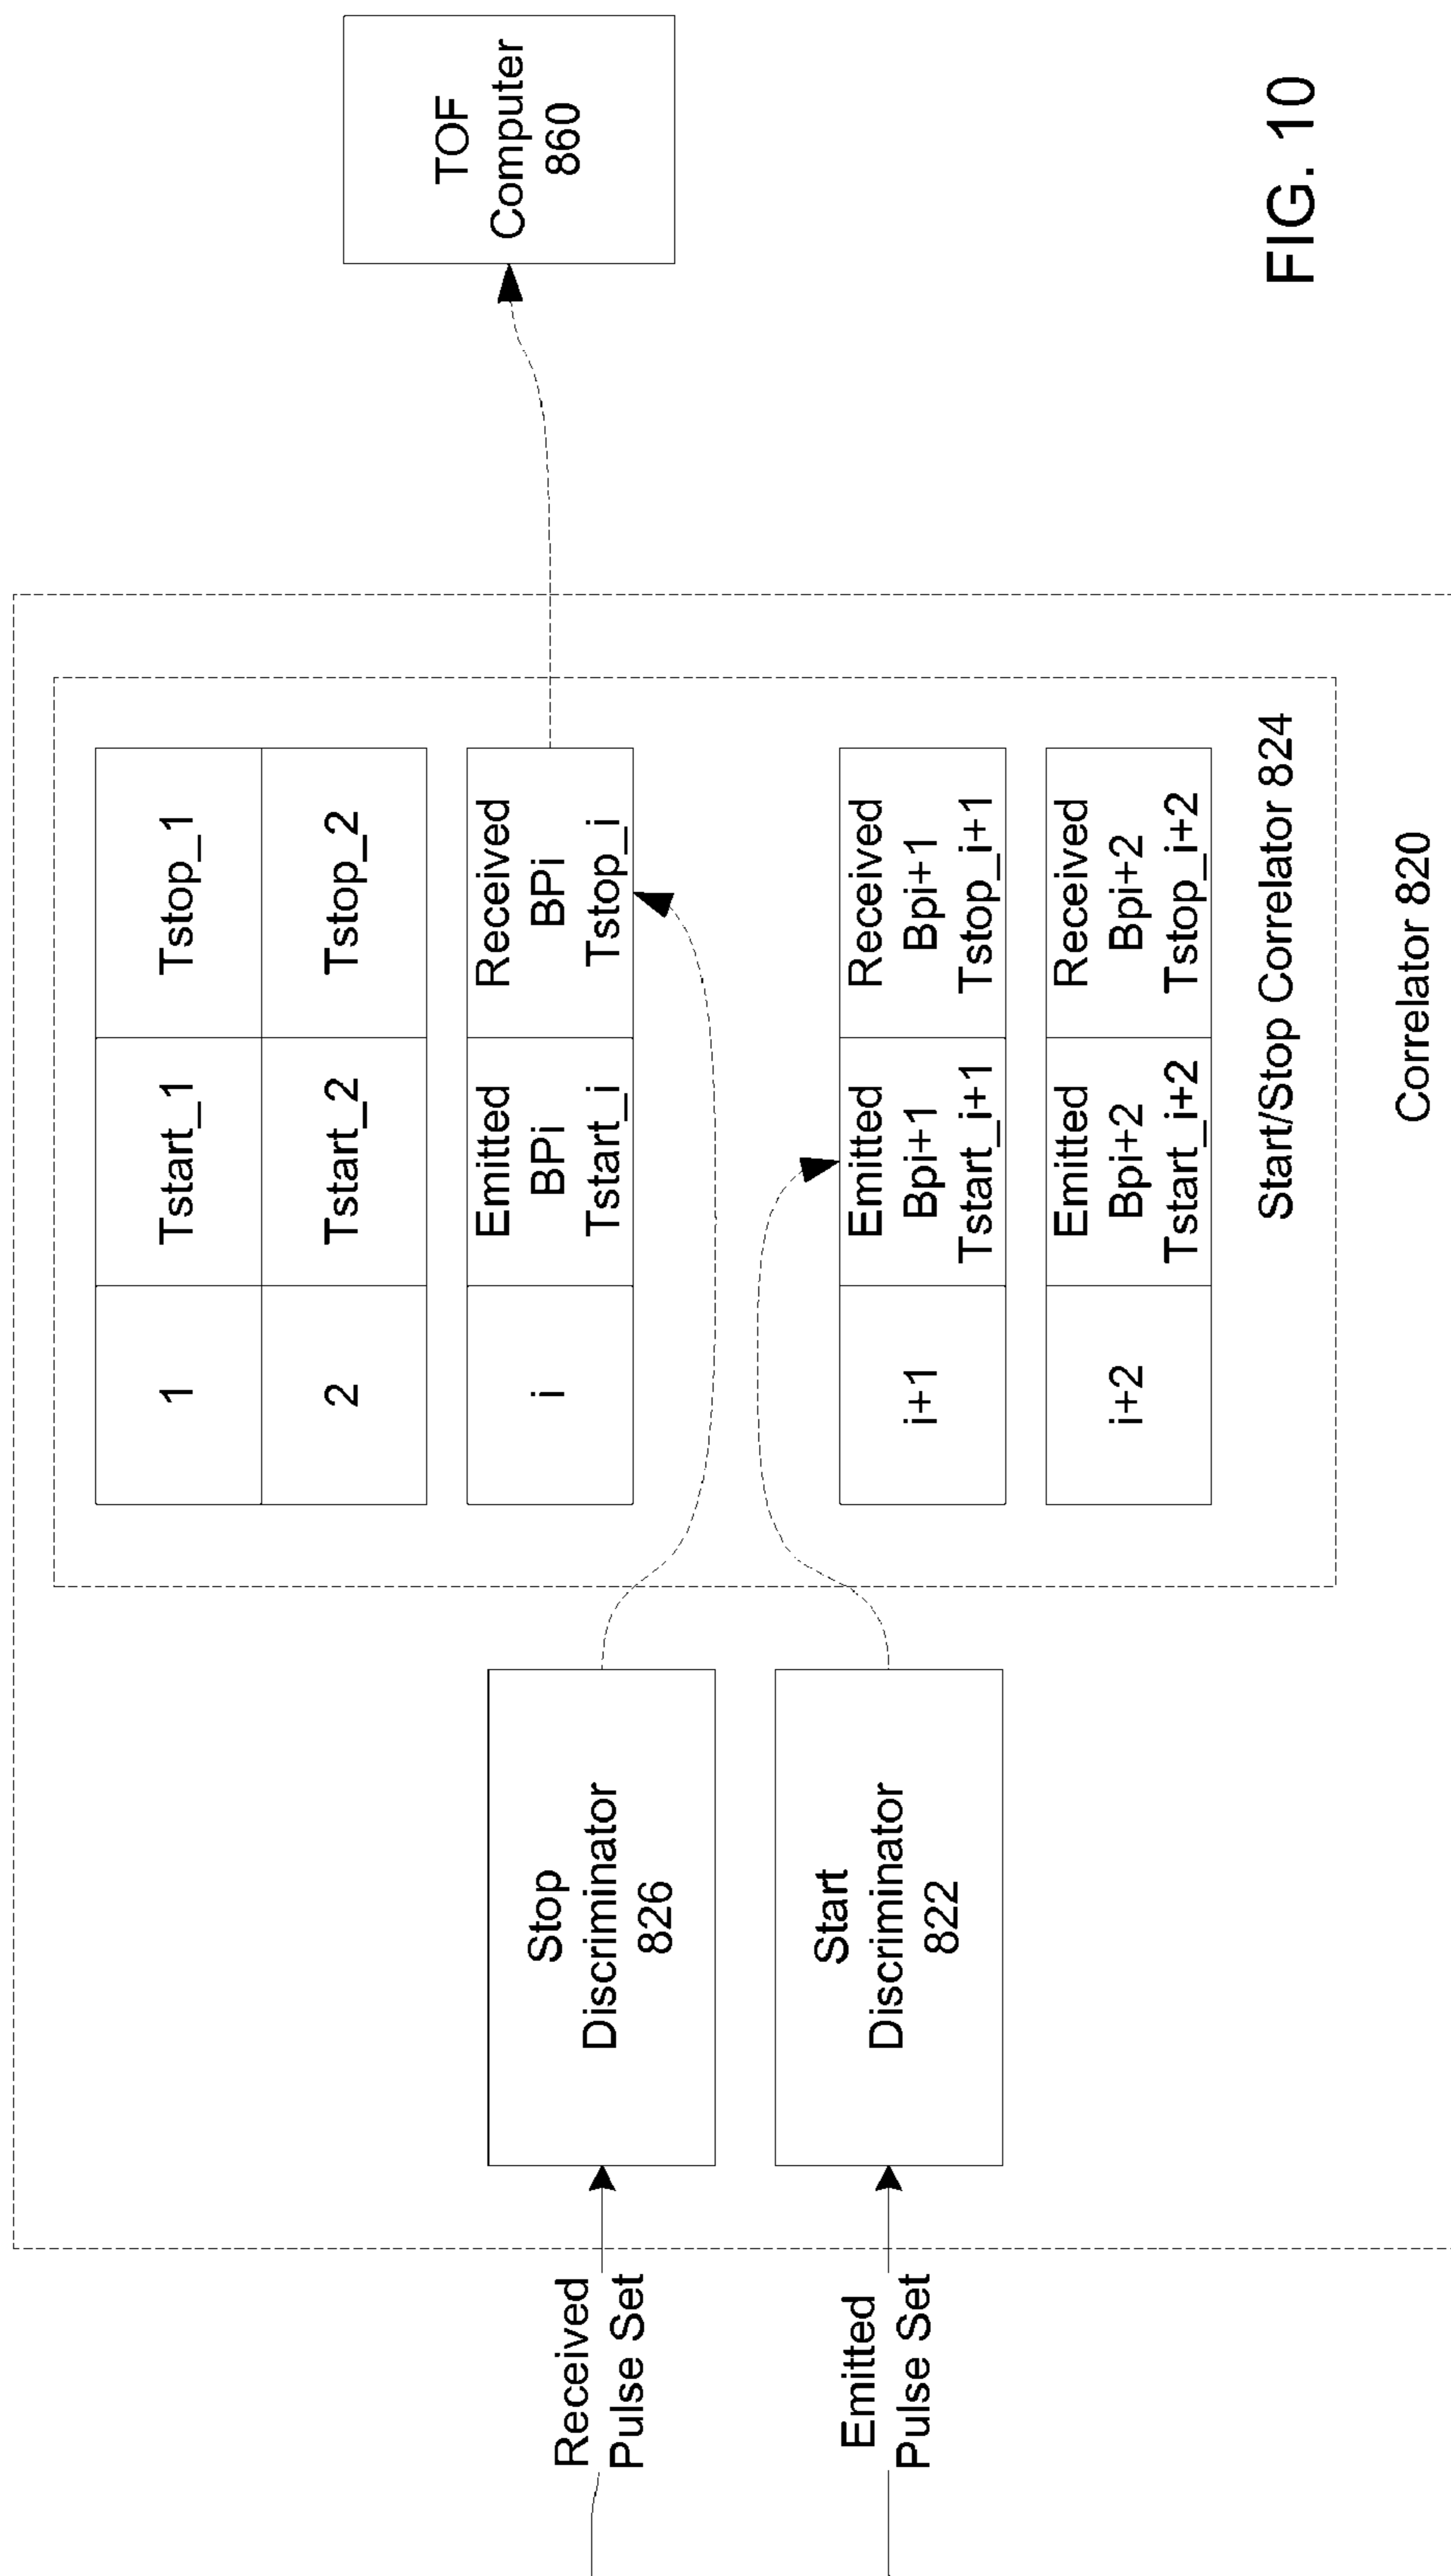 Received
Pulse Set
Emitted
Pulse Set
Stop
Discriminator
826
Start
Discriminator
822
1
Tstart_1
Tstop_1
2
Tstart_2
Tstop_2
i
Emitted
BPi
Tstart_i
Received
BPi
Tstop_i
i+1
Emitted
Bpi+1
Tstart_i+1
Received
Bpi+1
Tstop_i+1
i+2
Emitted
Bpi+2
Tstart_i+2
Received
Bpi+2
Tstop_i+2
Start/Stop Correlator 824
Correlator 820
TOF
Computer
860
FIG. 10